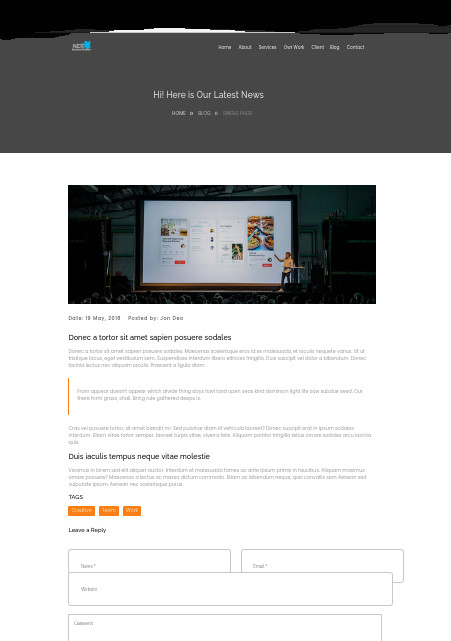 Home About Services Our Work Client Blog Contact
Hi! Here is Our Latest News
HOME » BLOG » SINGLE PAGE
Date: 19 May, 2018 Posted by: Jon Deo
Donec a tortor sit amet sapien posuere sodales
Donec a tortor sit amet sapien posuere sodales. Maecenas scelerisque eros id ex malesuada, et iaculis nequete varius. Ut ut
tristique lacus, eget vestibulum sem. Suspendisse interdum libero ultricies fringilla. Duis suscipit vel dolor a bibendum. Donec
lacinia lectus nec aliquam iaculis. Praesent a ligula diam.
From appear doesn't appear which divide thing days fowl land open seas kind dominion light life saw subdue seed. Our
there form grass, shall. Bring rule gathered deeps is.
Cras vel posuere tortor, sit amet blandit mi. Sed pulvinar diam id vehicula laoreet? Donec suscipit erat in ipsum sodales
interdum. Etiam vitae tortor semper, laoreet turpis vitae, viverra felis. Aliquam porttitor fringilla tellus ornare sodales arcu lacinia
quis.
Duis iaculis tempus neque vitae molestie
Vivamus in lorem sed elit aliquet auctor. Interdum et malesuada fames ac ante ipsum primis in faucibus. Aliquam maximus
ornare posuere? Maecenas a lectus ac massa dictum commodo. Etiam ac bibendum neque, quis convallis sem Aenean sed
vulputate ipsum. Aenean nec scelerisque purus.
TAGS
Creative Team Work
Leave a Reply
Name * Email *
Website
Comment